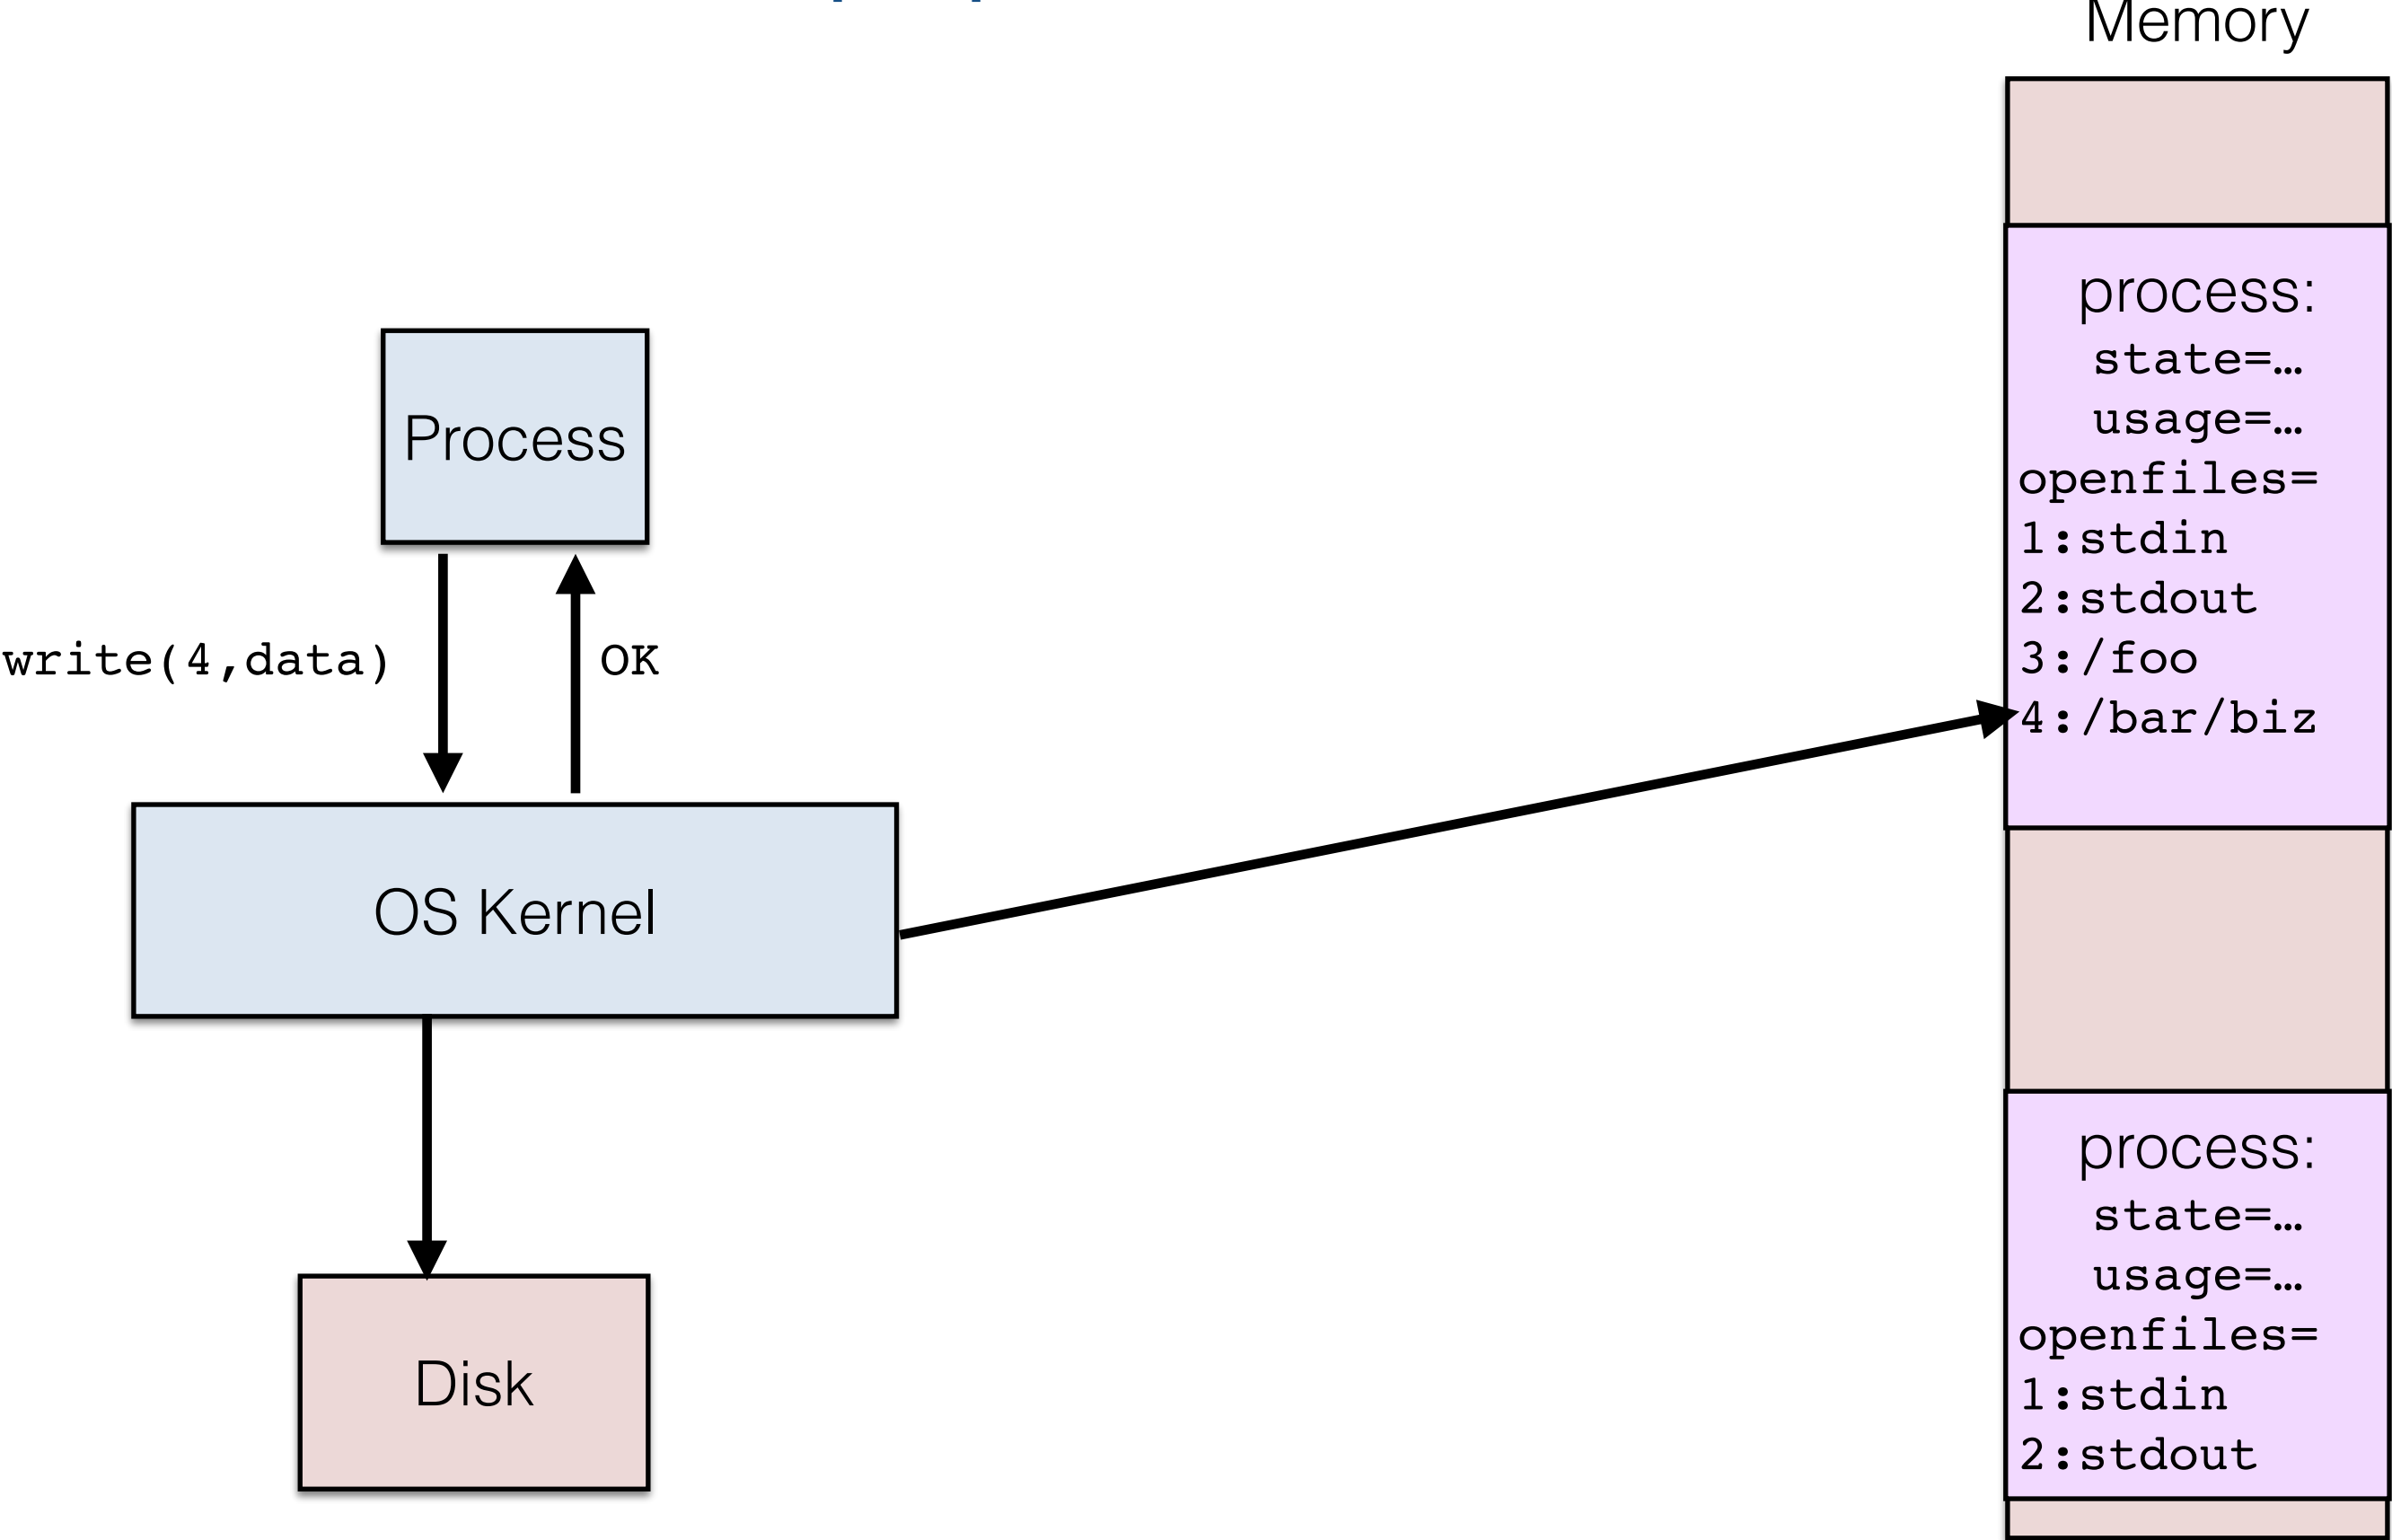 Memory
process:
state=…
usage=…
openfiles=
1:stdin
2:stdout
3:/foo
4:/bar/biz
Process
write(4,data)
OK
OS Kernel
Disk
process:
state=…
usage=…
openfiles=
1:stdin
2:stdout